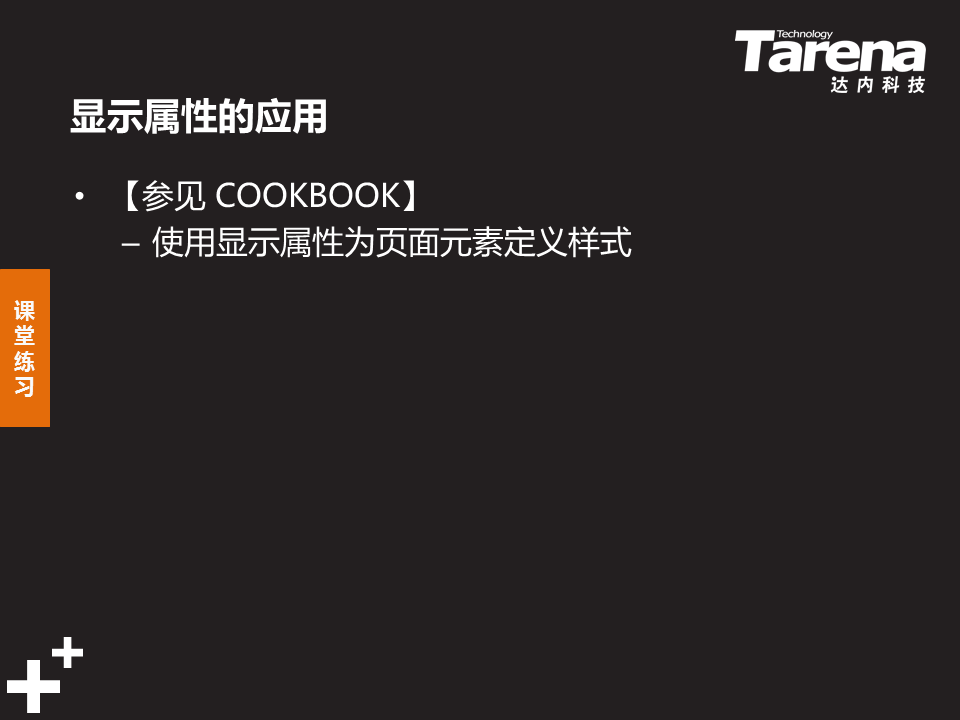 Technology
Tarena
达内科技
显示属性的应用
• 【参见 COOKBOOK】
– 使用显示属性为页面元素定义样式
课
堂
练
习